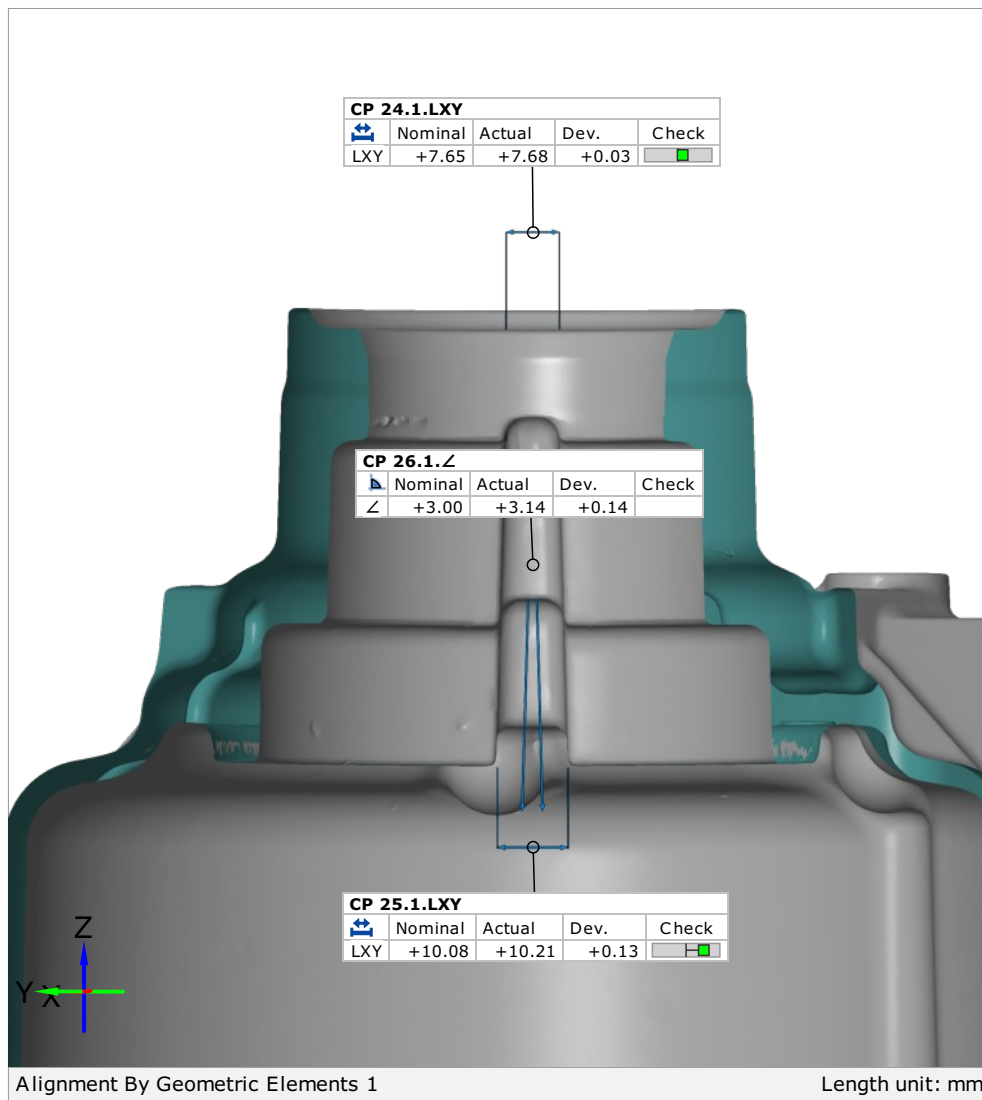 CP 24.1.LXY
Nominal Actual Dev. Check
LXY +7.65 +7.68 +0.03
CP 26.1.∠
Nominal Actual Dev. Check
∠ +3.00 +3.14 +0.14
CP 25.1.LXY
Nominal Actual Dev. Check
LXY +10.08 +10.21 +0.13
Z
Y X
Alignment By Geometric Elements 1 Length unit: mm